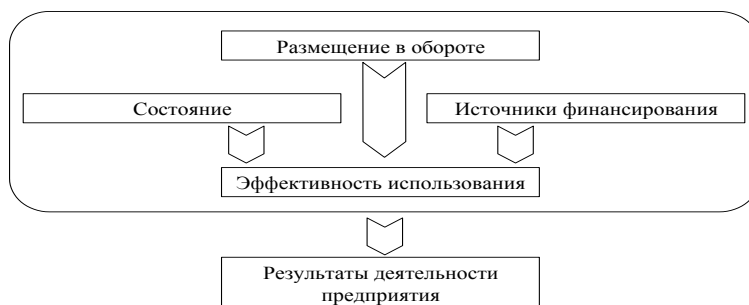 Размещение в обороте
Состояние
Источники финансирования
Эффективность использования
Результаты деятельности
предприятия